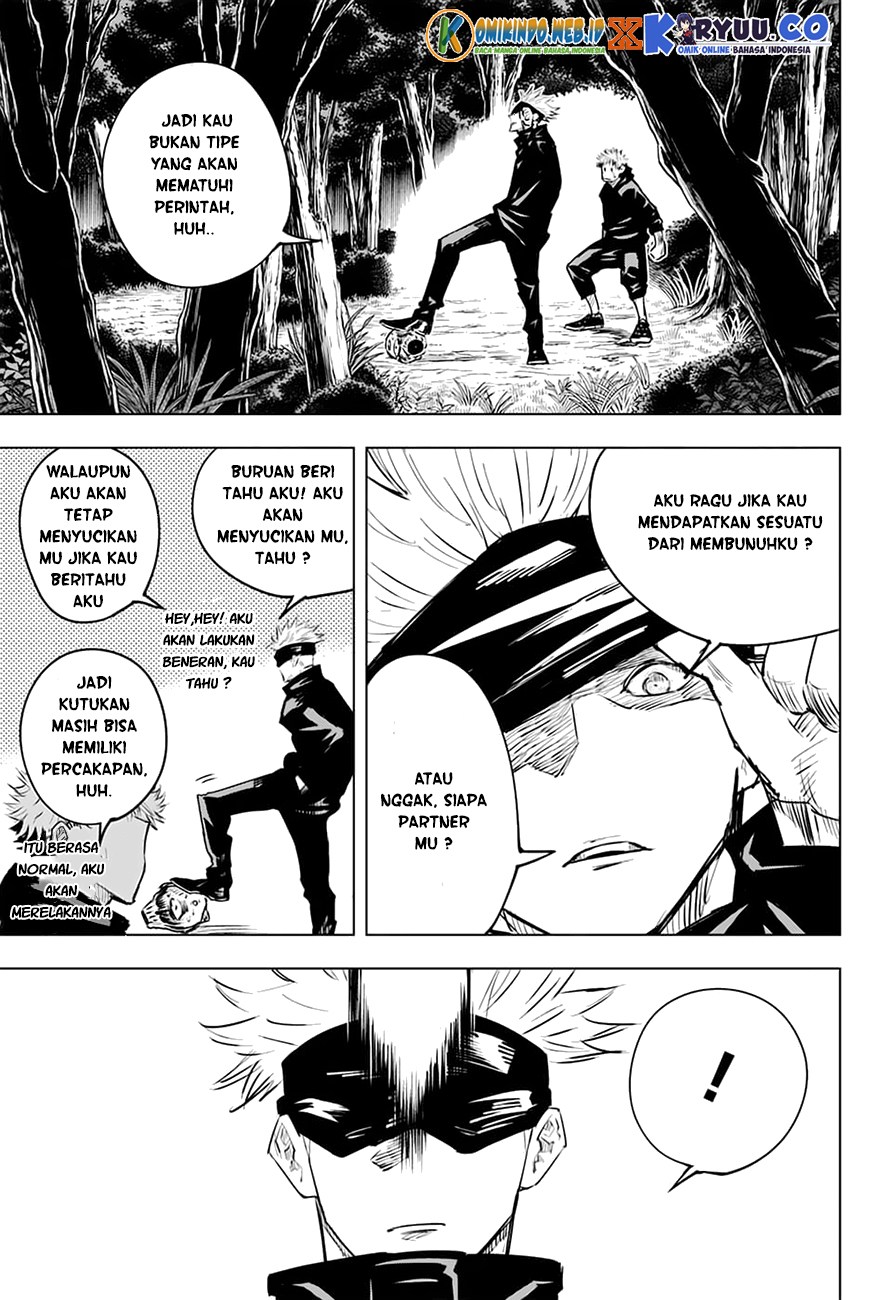 KOMIKINDO.WEB.ID X KIRYUU.CO
BACA MANGA ONLINE BAHASA INDONESIA
KOMIK ONLINE BAHASA INDONESIA
JADI KAU
BUKAN TIPE
YANG AKAN
MEMATUHI
PERINTAH,
HUH..
AKU RAGU JIKA KAU
MENDAPATKAN SESUATU
DARI MEMBUNUHKU ?
ATAU
NGGAK, SIAPA
PARTNER
MU ?
BURUAN BERI
TAHU AKU! AKU
AKAN
MENYUCIKAN MU,
TAHU ?
HEY,HEY! AKU
AKAN LAKUKAN
BENERAN, KAU
TAHU ?
WALAUPUN
AKU AKAN
TETAP
MENYUCIKAN
MU JIKA KAU
BERITAHU
AKU
JADI
KUTUKAN
MASIH BISA
MEMILIKI
PERCAKAPAN,
HUH.
ITU BERASA
NORMAL, AKU
AKAN
MERELAKANNYA
!